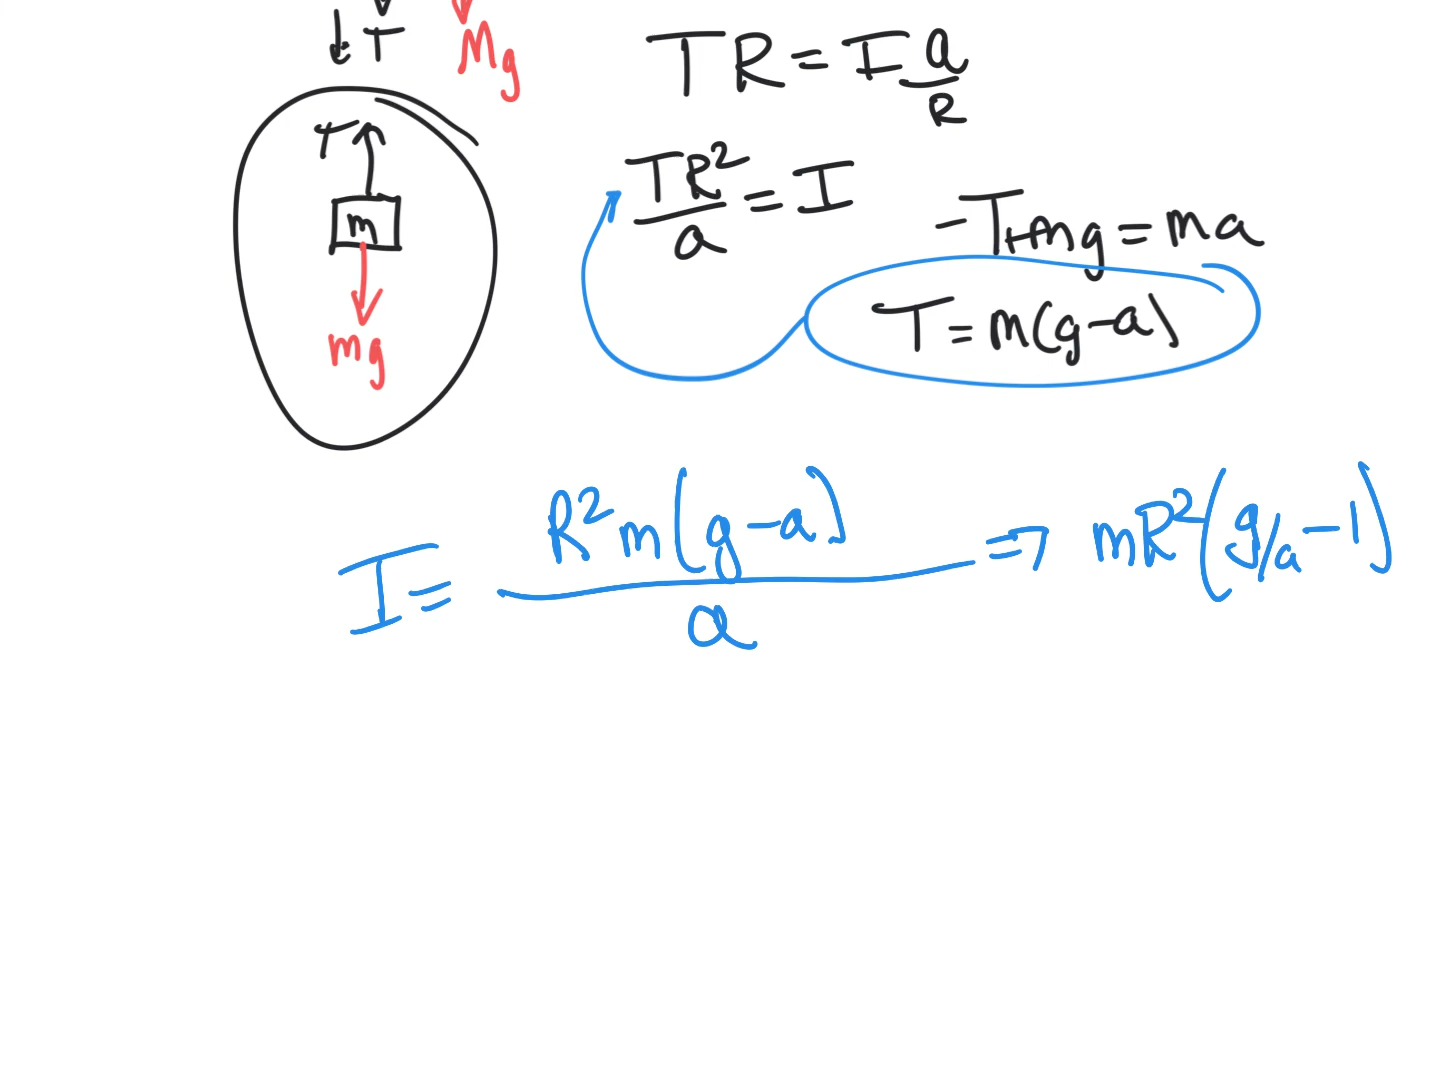 T Mg
TR = I a/R
T
TR²/a = I
m
-T+mg = ma
T = m(g-a)
mg
I = R²m(g-a)/a => mR²(g/a-1)